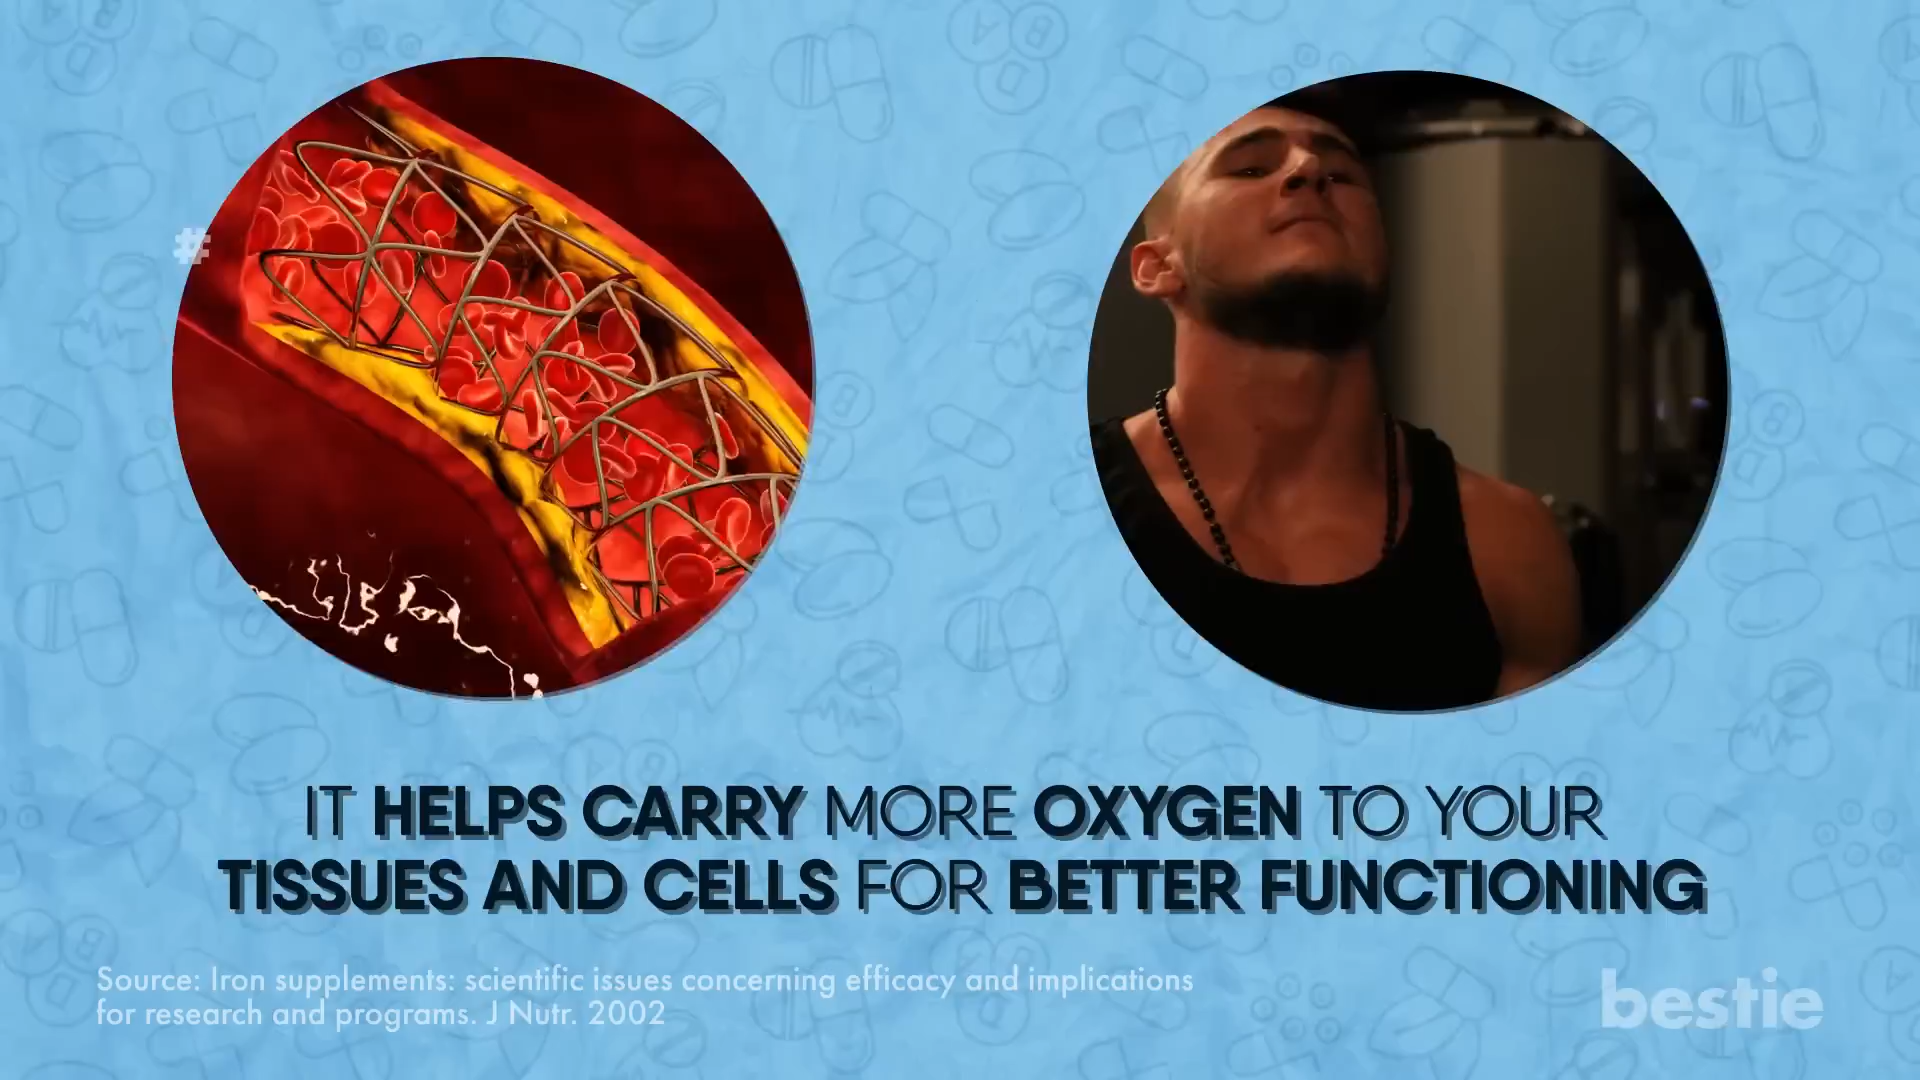 #
IT HELPS CARRY MORE OXYGEN TO YOUR
TISSUES AND CELLS FOR BETTER FUNCTIONING
Source: Iron supplements: scientific issues concerning efficacy and implications
for research and programs. J Nutr. 2002
bestie